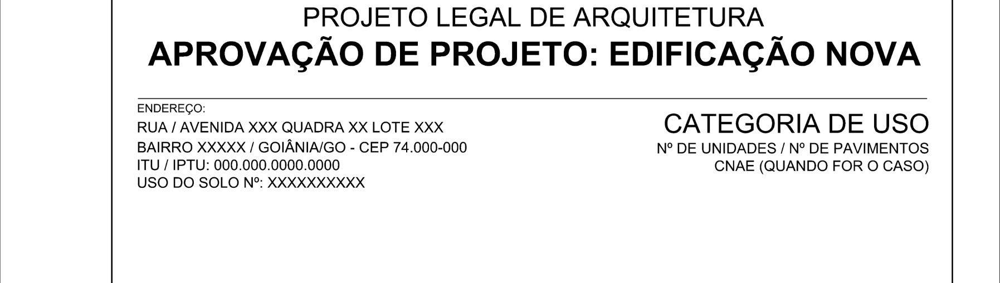 PROJETO LEGAL DE ARQUITETURA
APROVAÇÃO DE PROJETO: EDIFICAÇÃO NOVA
ENDEREÇO:
RUA / AVENIDA XXX QUADRA XX LOTE XXX
BAIRRO XXXXX / GOIÂNIA/GO - CEP 74.000-000
ITU / IPTU: 000.000.0000.0000
USO DO SOLO Nº: XXXXXXXXXX
CATEGORIA DE USO
Nº DE UNIDADES / Nº DE PAVIMENTOS
CNAE (QUANDO FOR O CASO)